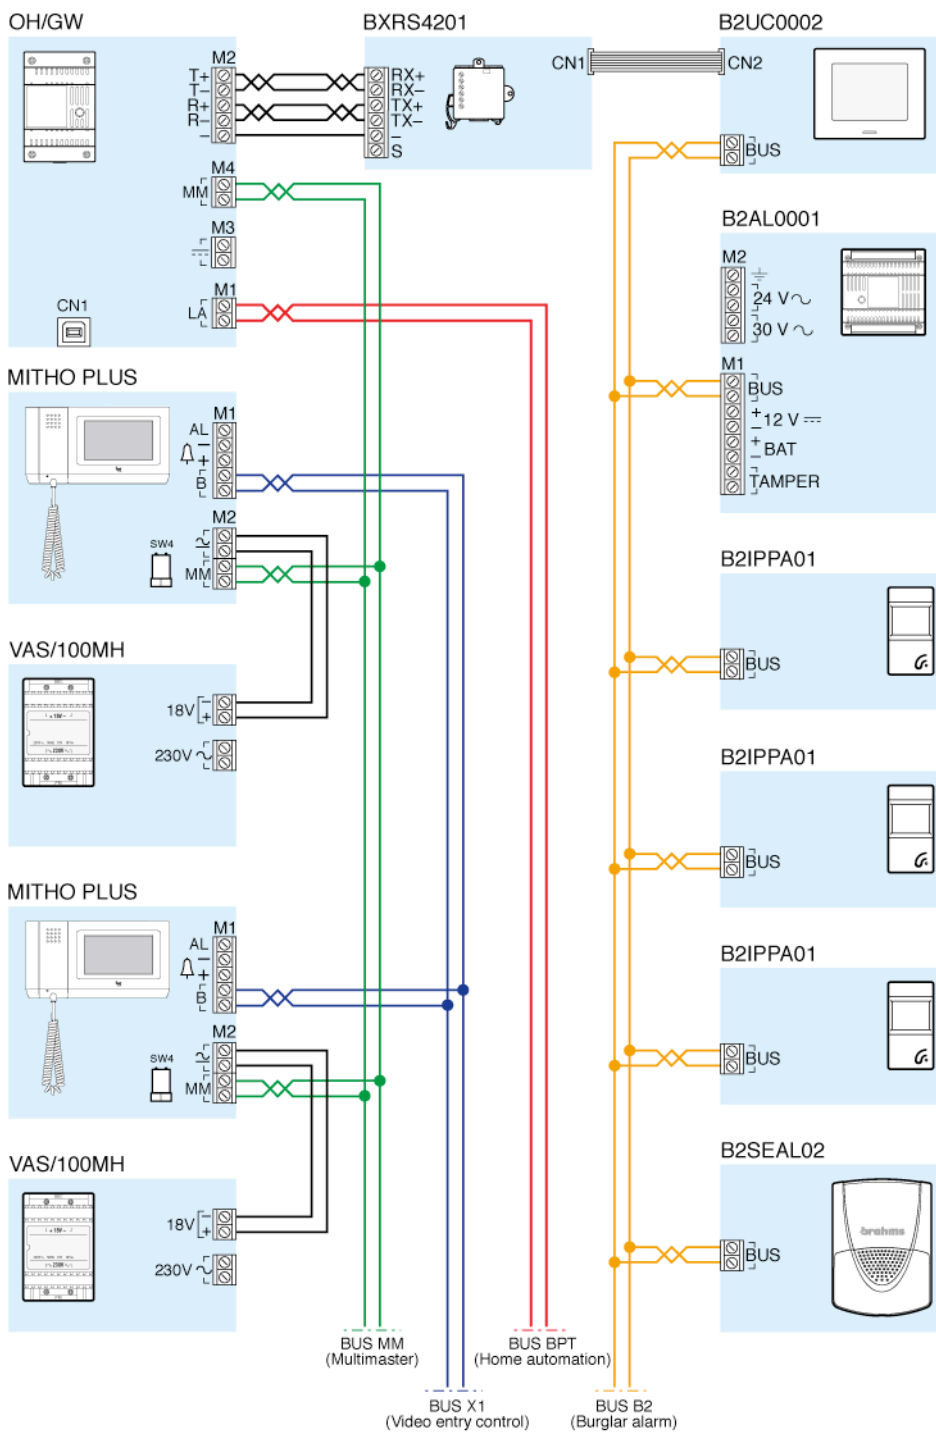 OH/GW
BXRS4201
B2UC0002
M2
T+
T−
R+
R−
−
RX+
RX−
TX+
TX−
−
S
CN1
CN2
BUS
M4
MM
M3
M1
LA
CN1
B2AL0001
M2
24 V
30 V
M1
BUS
+
−
12 V
+
−
BAT
TAMPER
MITHO PLUS
M1
AL
−
+
B
M2
SW4
MM
B2IPPA01
BUS
VAS/100MH
18V
−
+
230V
B2IPPA01
BUS
MITHO PLUS
M1
AL
−
+
B
M2
SW4
MM
B2IPPA01
BUS
VAS/100MH
18V
−
+
230V
B2SEAL02
brahms
BUS
BUS MM
(Multimaster)
BUS BPT
(Home automation)
BUS X1
(Video entry control)
BUS B2
(Burglar alarm)